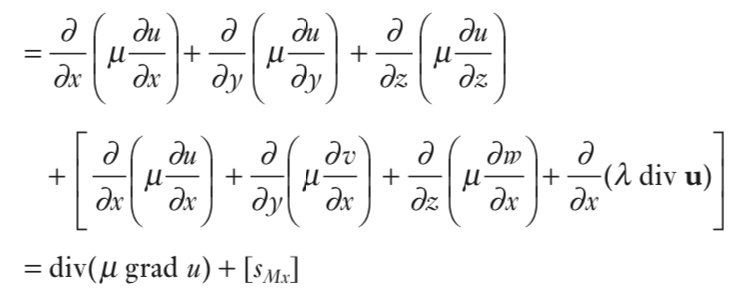 = ∂/∂x (μ ∂u/∂x) + ∂/∂y (μ ∂u/∂y) + ∂/∂z (μ ∂u/∂z)
+ [ ∂/∂x (μ ∂u/∂x) + ∂/∂y (μ ∂v/∂x) + ∂/∂z (μ ∂w/∂x) + ∂/∂x (λ div u) ]
= div(μ grad u) + [s_Mx]